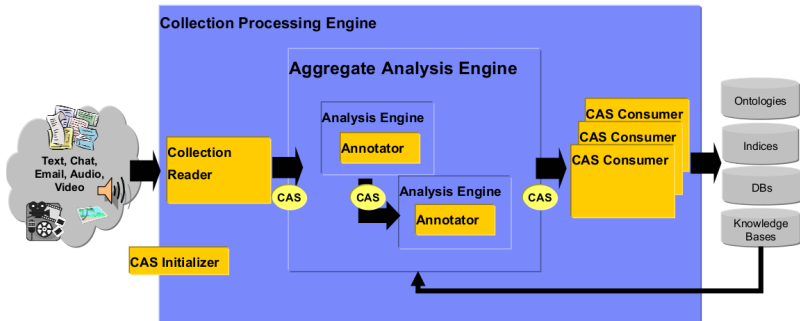 Collection Processing Engine
Aggregate Analysis Engine
Text, Chat,
Email, Audio,
Video
Collection
Reader
CAS Initializer
CAS
Analysis Engine
Annotator
CAS
Analysis Engine
Annotator
CAS
CAS Consumer
CAS Consumer
CAS Consumer
Ontologies
Indices
DBs
Knowledge
Bases